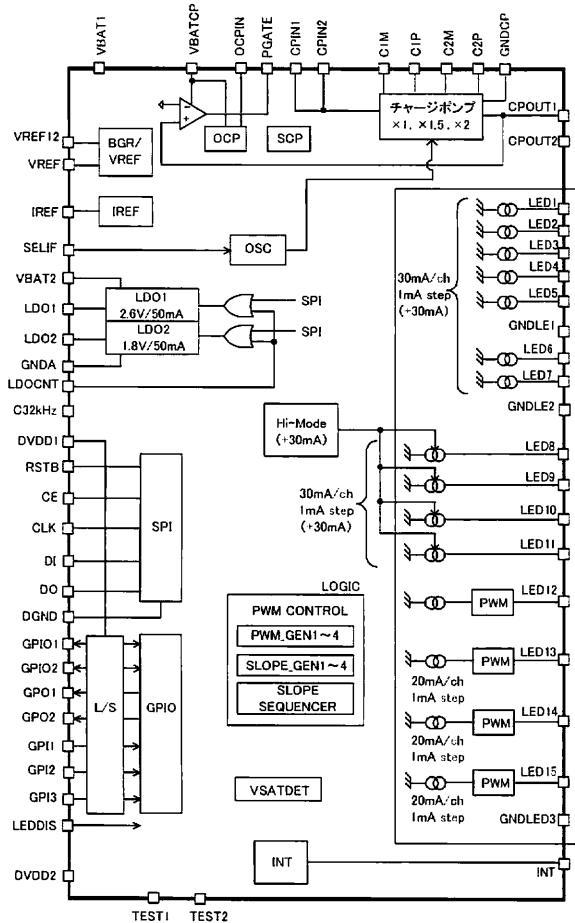 VBAT1
VBATCP
OCPIN
PGATE
CPIN1
CPIN2
C1M
C1P
C2M
C2P
GNDCP
チャージポンプ
×1, ×1.5, ×2
CPOUT1
CPOUT2
OCP
SCP
VREF12
VREF
BGR/
VREF
IREF
IREF
SELIF
OSC
VBAT2
LDO1
LDO2
GNDA
LDOCNT
LDO1
2.6V/50mA
LDO2
1.8V/50mA
SPI
SPI
C32kHz
DVDD1
RSTB
CE
CLK
DI
DO
DGND
SPI
GPIO1
GPIO2
GPO1
GPO2
GPI1
GPI2
GPI3
LEDDIS
DVDD2
L/S
GPIO
LED1
LED2
LED3
LED4
LED5
30mA/ch
1mA step
(+30mA)
GNDLE1
LED6
LED7
GNDLE2
Hi-Mode
(+30mA)
LED8
LED9
LED10
LED11
30mA/ch
1mA step
(+30mA)
LED12
PWM
LED13
PWM
20mA/ch
1mA step
LED14
PWM
20mA/ch
1mA step
LED15
PWM
20mA/ch
1mA step
GNDLED3
LOGIC
PWM CONTROL
PWM_GEN1～4
SLOPE_GEN1～4
SLOPE
SEQUENCER
VSATDET
INT
INT
TEST1
TEST2